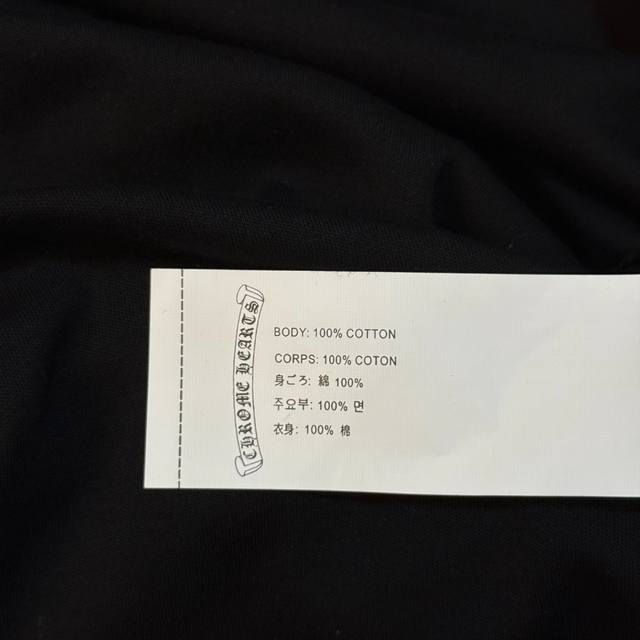 CHROME HEARTS
BODY: 100% COTTON
CORPS: 100% COTON
身ごろ: 綿 100%
주요부: 100% 면
衣身: 100% 棉